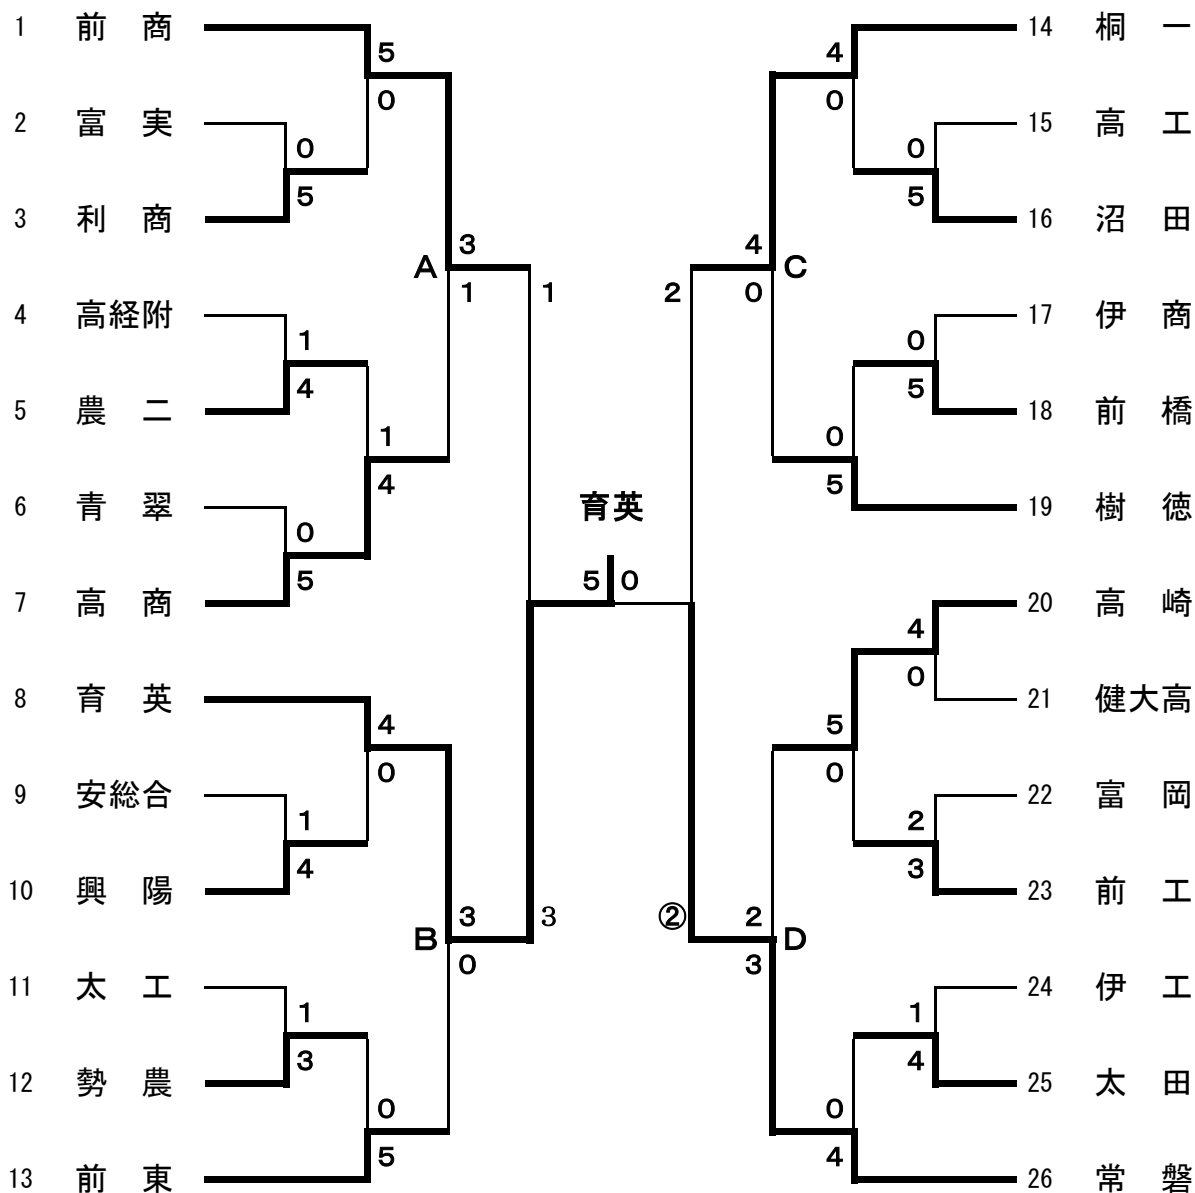 1 前商 5 4 桐一 14
0 0
2 富実 高工 15
0 0
5 5
3 利商 沼田 16
3 4
A C
1 1 2 0
4 高経附 伊商 17
1 0
4 5
5 農二 前橋 18
1 0
4 5
6 青翠 育英 樹徳 19
0
5 5 0
7 高商 高崎 20
4
0
8 育英 健大高 21
4 5
0 0
9 安総合 富岡 22
1 2
4 3
10 興陽 前工 23
3 3 ② 2
B D
0 3
11 太工 伊工 24
1 1
3 4
12 勢農 太田 25
0 0
5 4
13 前東 常磐 26